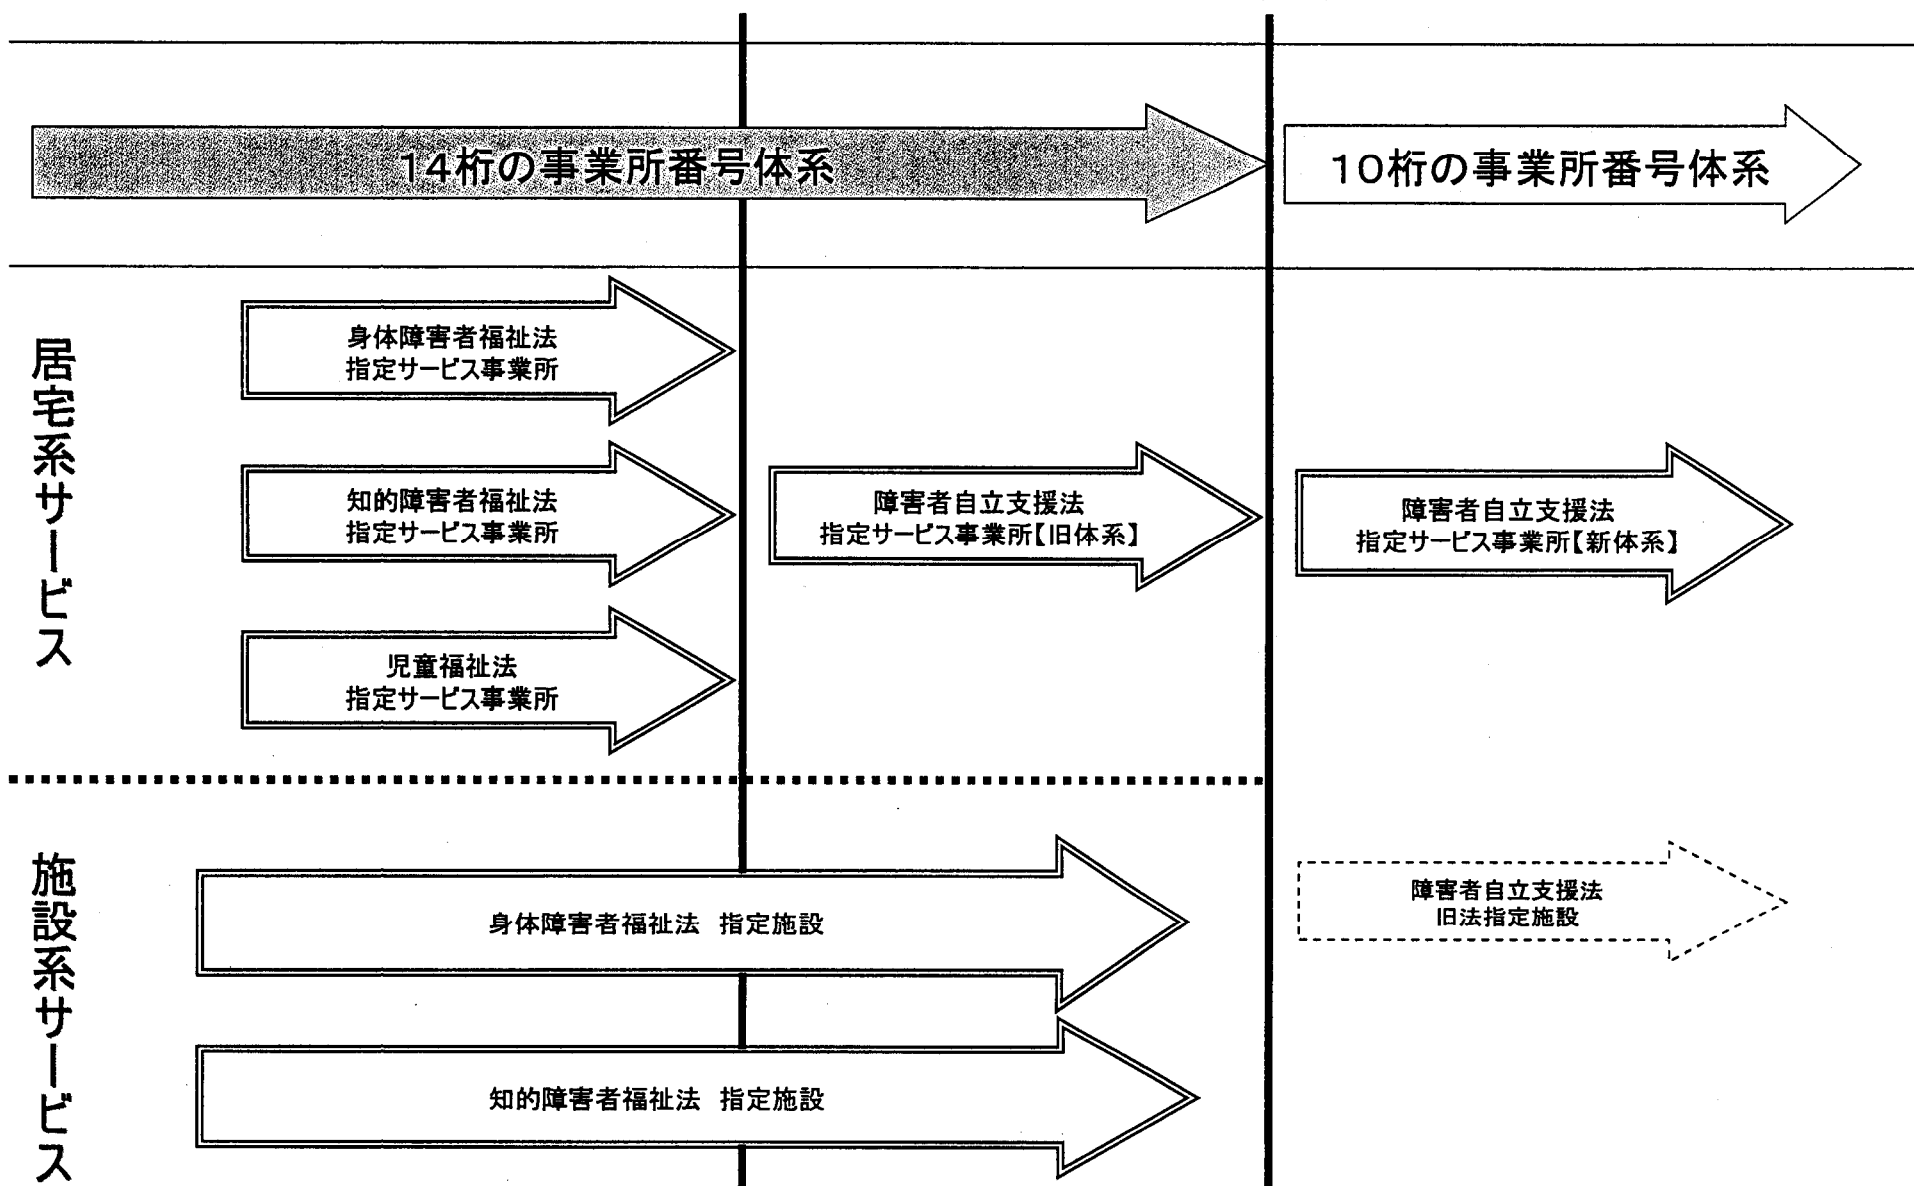 14桁の事業所番号体系
10桁の事業所番号体系
居宅系サービス
身体障害者福祉法
指定サービス事業所
知的障害者福祉法
指定サービス事業所
児童福祉法
指定サービス事業所
障害者自立支援法
指定サービス事業所【旧体系】
障害者自立支援法
指定サービス事業所【新体系】
施設系サービス
身体障害者福祉法 指定施設
知的障害者福祉法 指定施設
障害者自立支援法
旧法指定施設